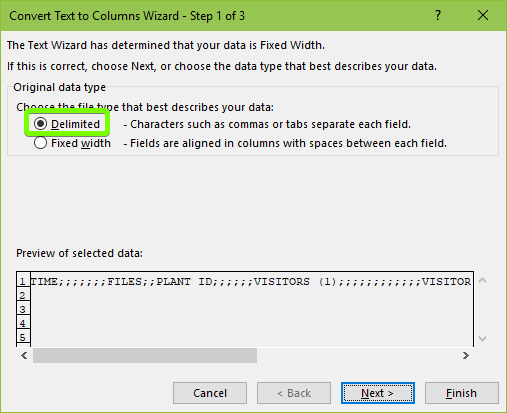 Convert Text to Columns Wizard - Step 1 of 3
?
The Text Wizard has determined that your data is Fixed Width.
If this is correct, choose Next, or choose the data type that best describes your data.
Original data type
Choose the file type that best describes your data:
Delimited - Characters such as commas or tabs separate each field.
Fixed width - Fields are aligned in columns with spaces between each field.
Preview of selected data:
1 TIME;;;;;;;FILES;;PLANT ID;;;;;;VISITORS (1);;;;;;;;;;;;VISITOR
2
3
4
5
Cancel < Back Next > Finish